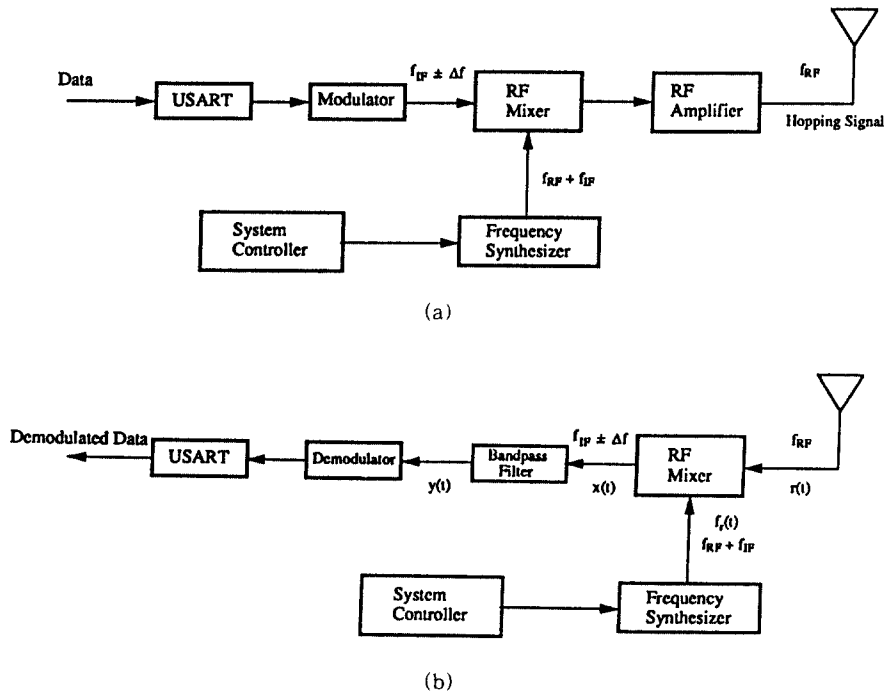 Data
USART
Modulator
f_IF ± Δf
RF
Mixer
RF
Amplifier
f_RF
Hopping Signal
f_RF + f_IF
System
Controller
Frequency
Synthesizer
(a)
Demodulated Data
USART
Demodulator
y(t)
Bandpass
Filter
f_IF ± Δf
x(t)
RF
Mixer
f_RF
r(t)
f_r(t)
f_RF + f_IF
System
Controller
Frequency
Synthesizer
(b)